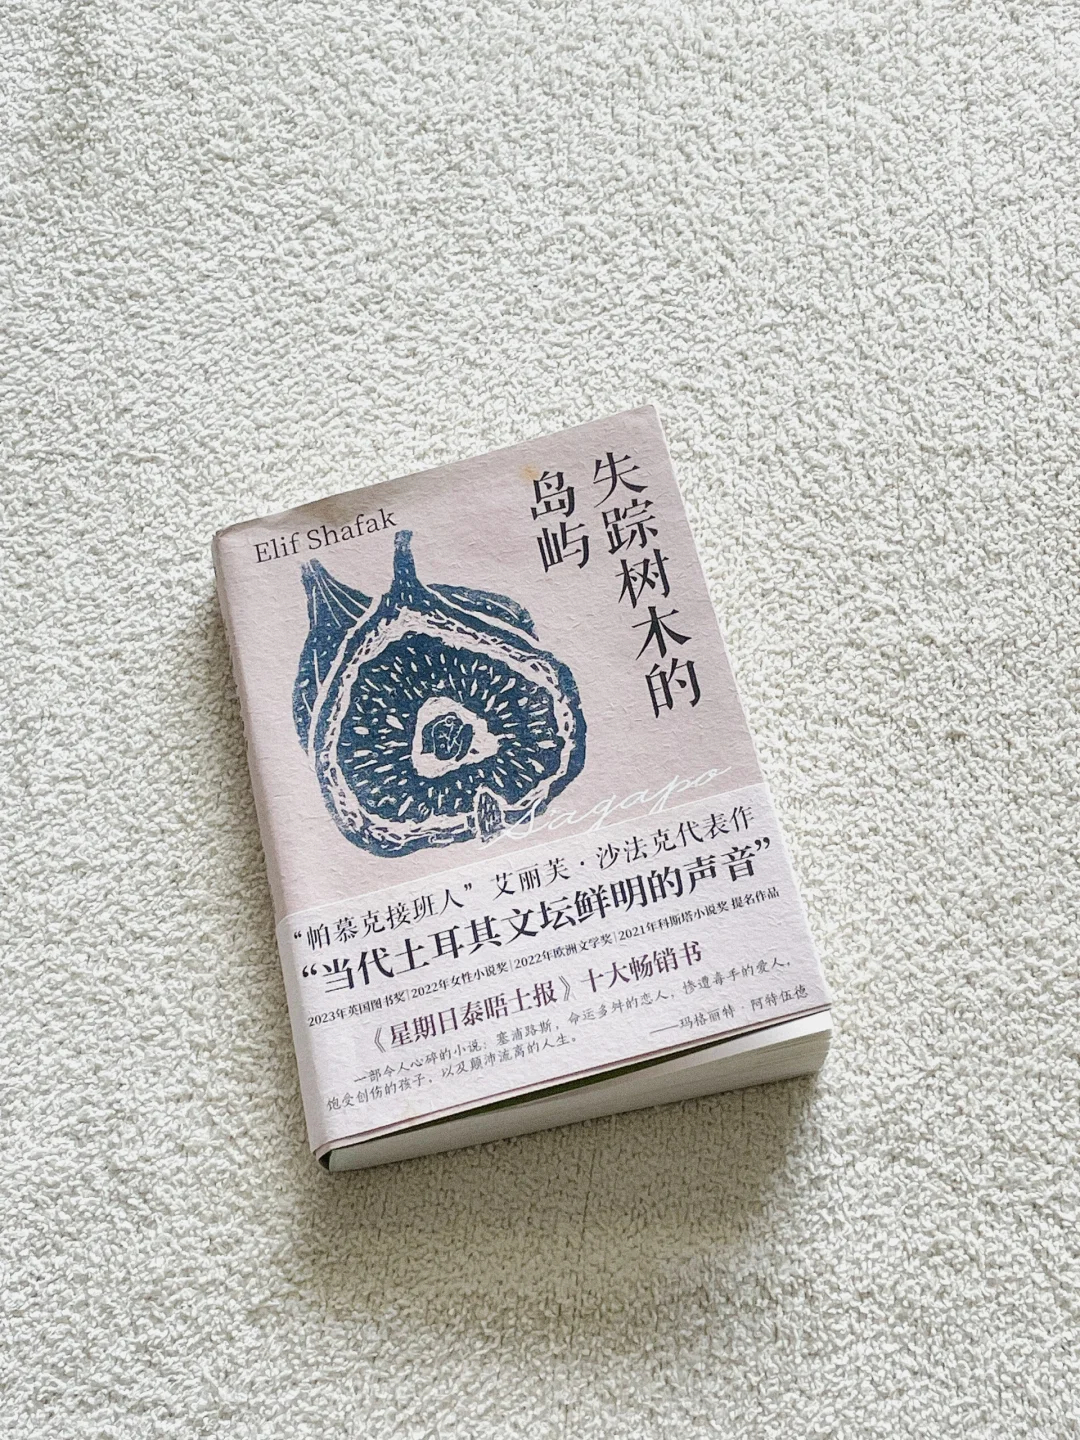 Elif Shafak
失踪树木的
岛屿
sagapo
“帕慕克接班人”艾丽芙·沙法克代表作
“当代土耳其文坛鲜明的声音”
2023年英国图书奖|2022年女性小说奖|2022年欧洲文学奖|2021年科斯塔小说奖 提名作品
《星期日泰晤士报》十大畅销书
一部令人心碎的小说:塞浦路斯,命运多舛的恋人,惨遭毒手的爱人,
饱受创伤的孩子,以及颠沛流离的人生。
——玛格丽特·阿特伍德